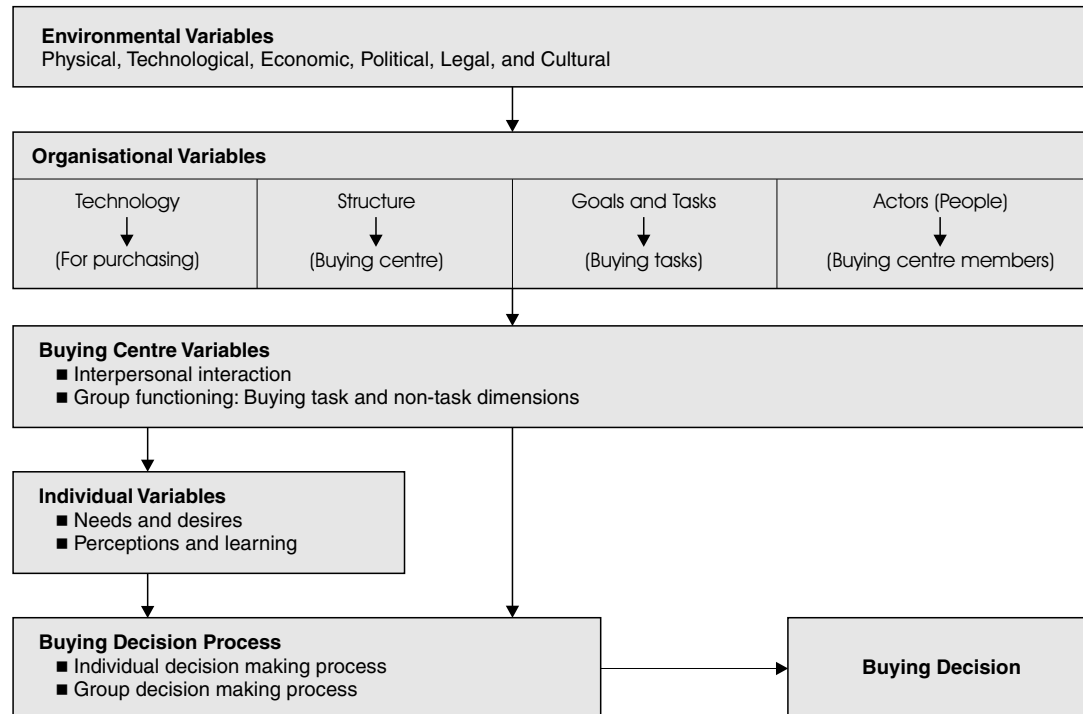 Environmental Variables
Physical, Technological, Economic, Political, Legal, and Cultural
Organisational Variables
Technology
(For purchasing)
Structure
(Buying centre)
Goals and Tasks
(Buying tasks)
Actors (People)
(Buying centre members)
Buying Centre Variables
■ Interpersonal interaction
■ Group functioning: Buying task and non-task dimensions
Individual Variables
■ Needs and desires
■ Perceptions and learning
Buying Decision Process
■ Individual decision making process
■ Group decision making process
Buying Decision